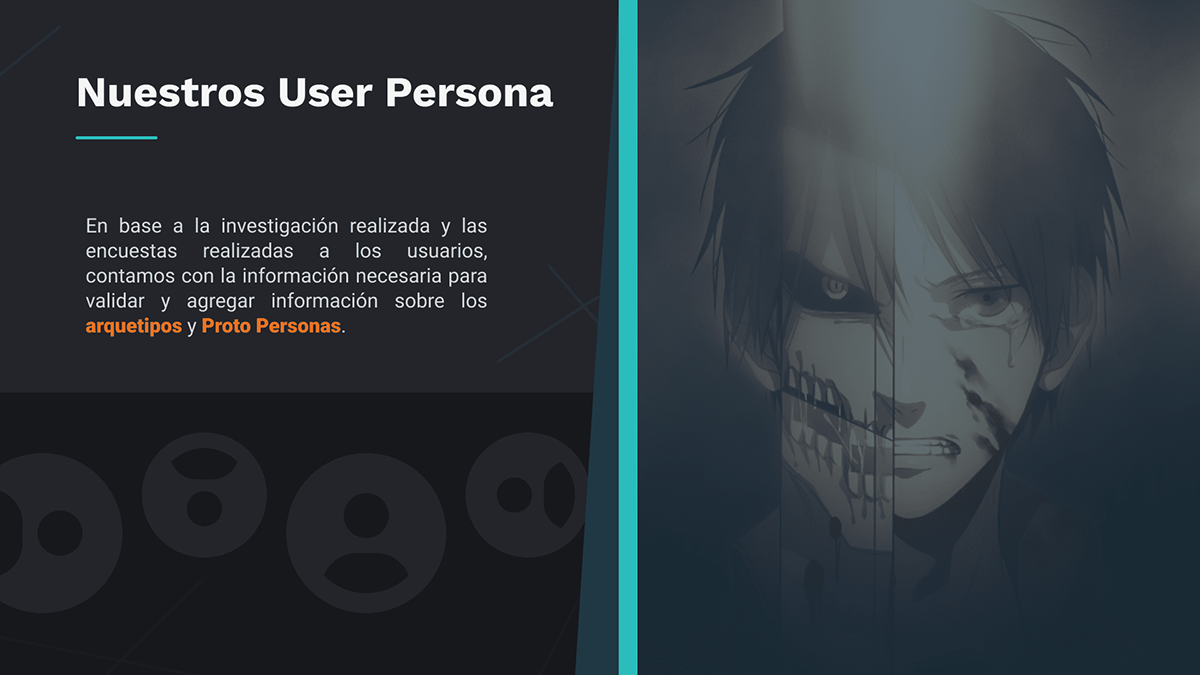 Nuestros User Persona
En base a la investigación realizada y las
encuestas realizadas a los usuarios,
contamos con la información necesaria para
validar y agregar información sobre los
arquetipos y Proto Personas.